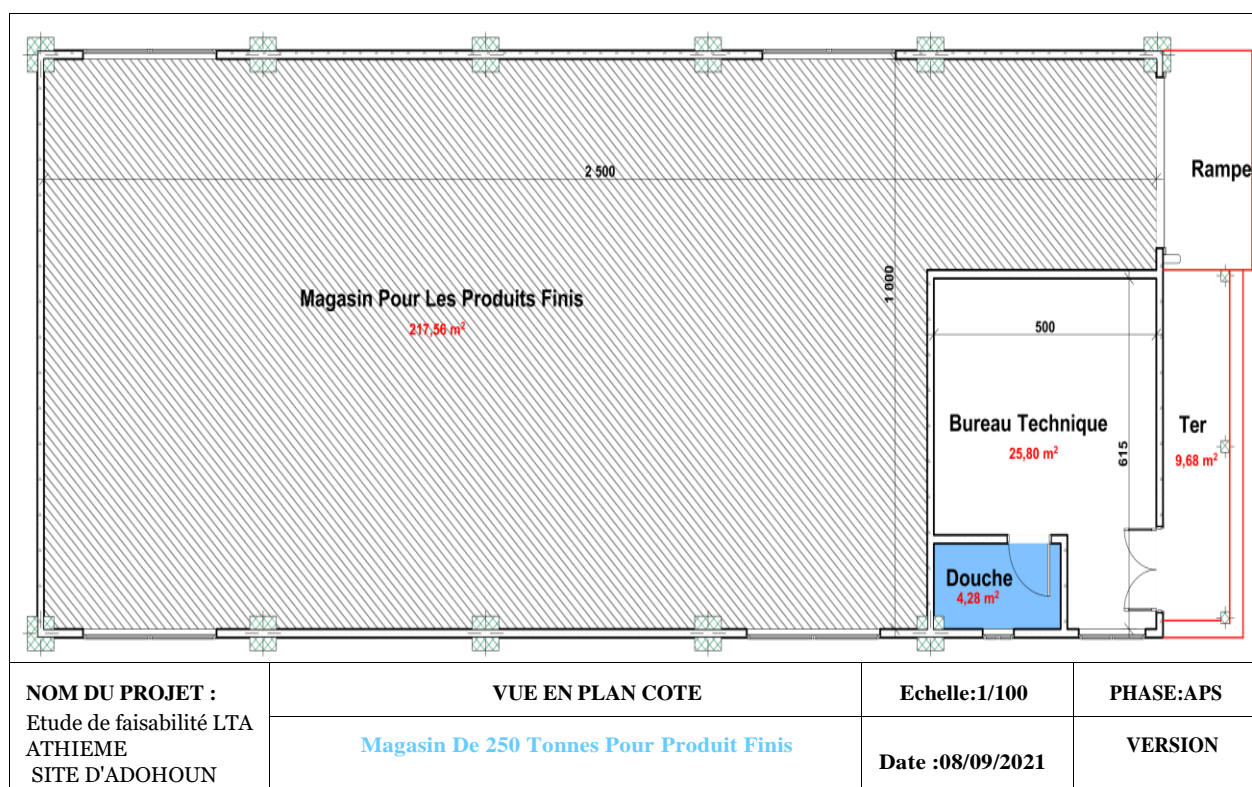 Rampe
2 500
1 000
Magasin Pour Les Produits Finis
217,56 m²
500
Bureau Technique
25,80 m²
615
Ter
9,68 m²
Douche
4,28 m²
NOM DU PROJET :
Etude de faisabilité LTA
ATHIEME
SITE D'ADOHOUN
VUE EN PLAN COTE
Magasin De 250 Tonnes Pour Produit Finis
Echelle:1/100
Date :08/09/2021
PHASE:APS
VERSION